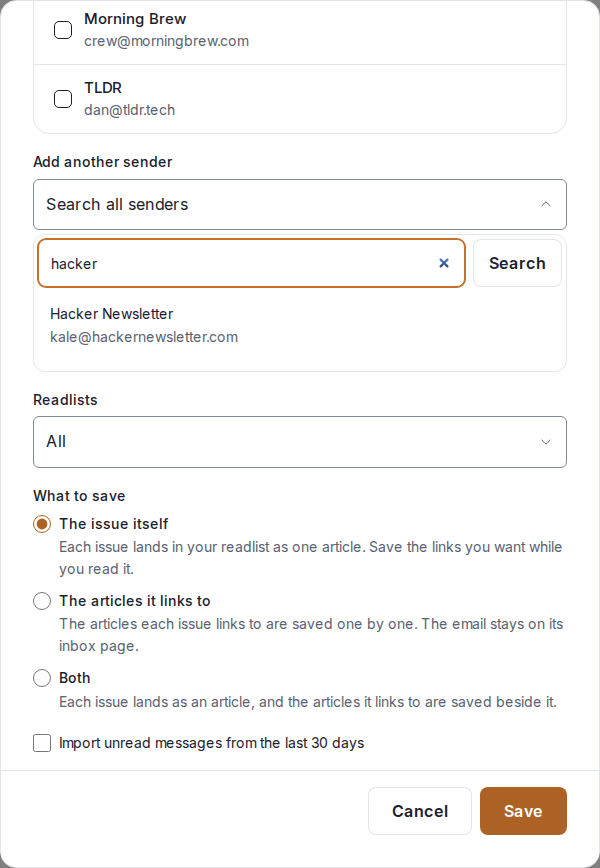 Morning Brew
crew@morningbrew.com
TLDR
dan@tldr.tech
Add another sender
Search all senders
hacker
Search
Hacker Newsletter
kale@hackernewsletter.com
Readlists
All
What to save
The issue itself
Each issue lands in your readlist as one article. Save the links you want while
you read it.
The articles it links to
The articles each issue links to are saved one by one. The email stays on its
inbox page.
Both
Each issue lands as an article, and the articles it links to are saved beside it.
Import unread messages from the last 30 days
Cancel
Save